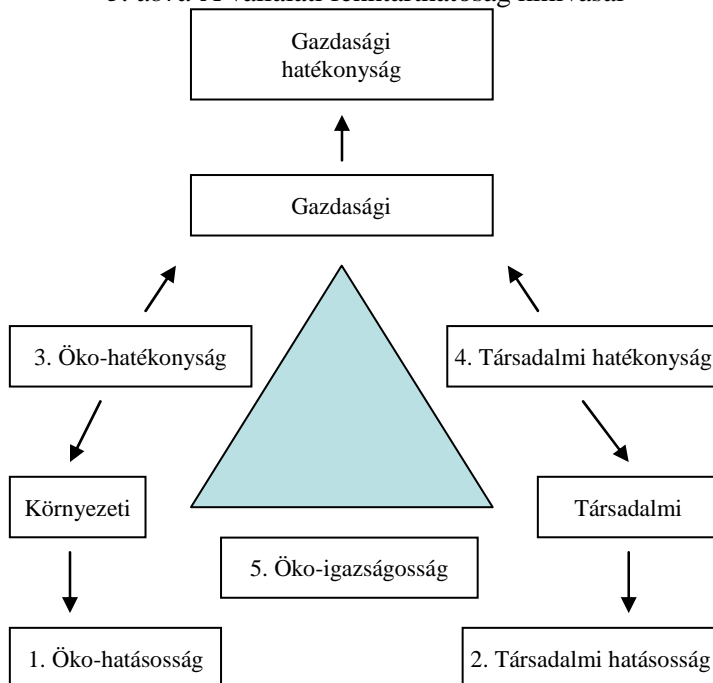 Gazdasági
hatékonyság
Gazdasági
3. Öko-hatékonyság
4. Társadalmi hatékonyság
Környezeti
Társadalmi
5. Öko-igazságosság
1. Öko-hatásosság
2. Társadalmi hatásosság